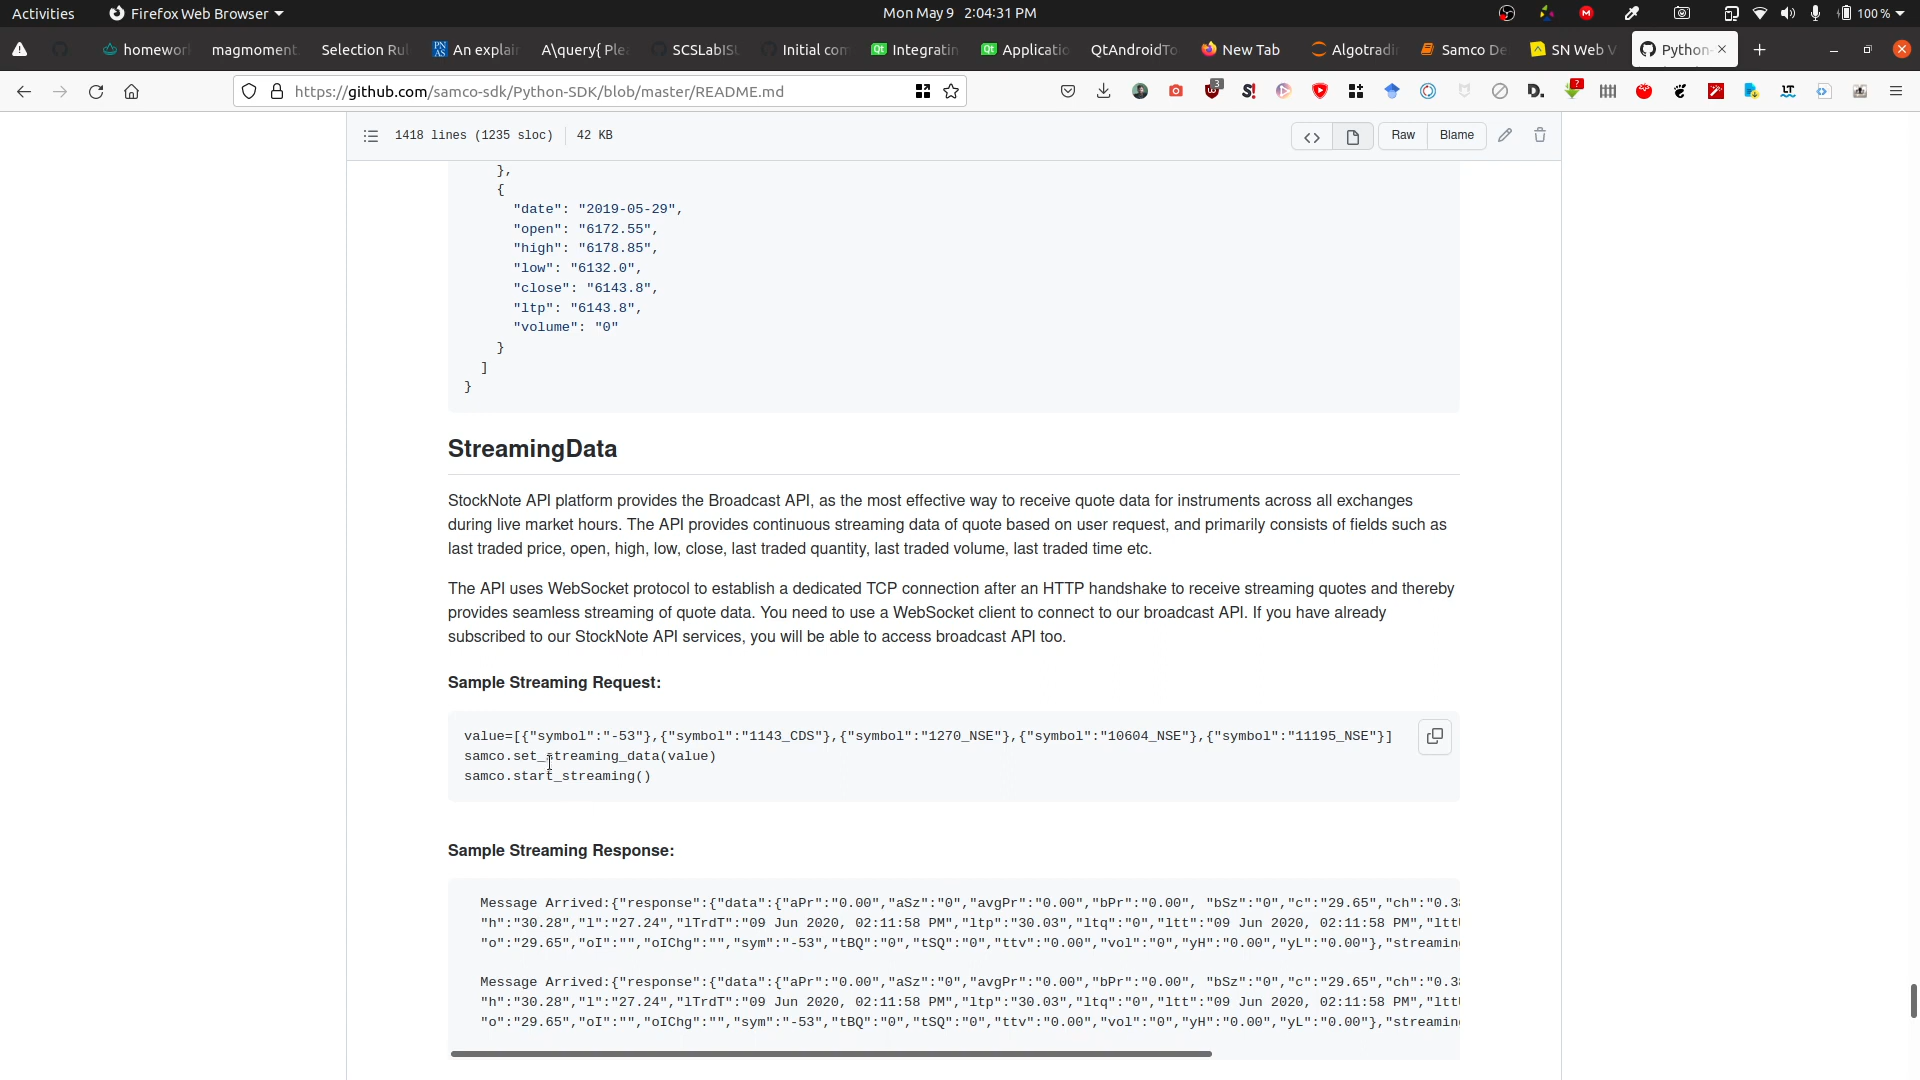 Activities Firefox Web Browser Mon May 9 2:04:31 PM 100 %
homewor magmoment Selection Rul An explai A\query{ Ple SCSLabIS Initial con Integratin Applicatio QtAndroidTo New Tab Algotradi Samco De SN Web V Python-
https://github.com/samco-sdk/Python-SDK/blob/master/README.md
1418 lines (1235 sloc) 42 KB Raw Blame
},
{
"date": "2019-05-29",
"open": "6172.55",
"high": "6178.85",
"low": "6132.0",
"close": "6143.8",
"ltp": "6143.8",
"volume": "0"
}
]
}
StreamingData
StockNote API platform provides the Broadcast API, as the most effective way to receive quote data for instruments across all exchanges
during live market hours. The API provides continuous streaming data of quote based on user request, and primarily consists of fields such as
last traded price, open, high, low, close, last traded quantity, last traded volume, last traded time etc.
The API uses WebSocket protocol to establish a dedicated TCP connection after an HTTP handshake to receive streaming quotes and thereby
provides seamless streaming of quote data. You need to use a WebSocket client to connect to our broadcast API. If you have already
subscribed to our StockNote API services, you will be able to access broadcast API too.
Sample Streaming Request:
value=[{"symbol":"-53"},{"symbol":"1143_CDS"},{"symbol":"1270_NSE"},{"symbol":"10604_NSE"},{"symbol":"11195_NSE"}]
samco.set_streaming_data(value)
samco.start_streaming()
Sample Streaming Response:
Message Arrived:{"response":{"data":{"aPr":"0.00","aSz":"0","avgPr":"0.00","bPr":"0.00", "bSz":"0","c":"29.65","ch":"0.38
"h":"30.28","l":"27.24","lTrdT":"09 Jun 2020, 02:11:58 PM","ltp":"30.03","ltq":"0","ltt":"09 Jun 2020, 02:11:58 PM","ltt
"o":"29.65","oI":"","oIChg":"","sym":"-53","tBQ":"0","tSQ":"0","ttv":"0.00","vol":"0","yH":"0.00","yL":"0.00"},"streaming
Message Arrived:{"response":{"data":{"aPr":"0.00","aSz":"0","avgPr":"0.00","bPr":"0.00", "bSz":"0","c":"29.65","ch":"0.38
"h":"30.28","l":"27.24","lTrdT":"09 Jun 2020, 02:11:58 PM","ltp":"30.03","ltq":"0","ltt":"09 Jun 2020, 02:11:58 PM","ltt
"o":"29.65","oI":"","oIChg":"","sym":"-53","tBQ":"0","tSQ":"0","ttv":"0.00","vol":"0","yH":"0.00","yL":"0.00"},"streaming